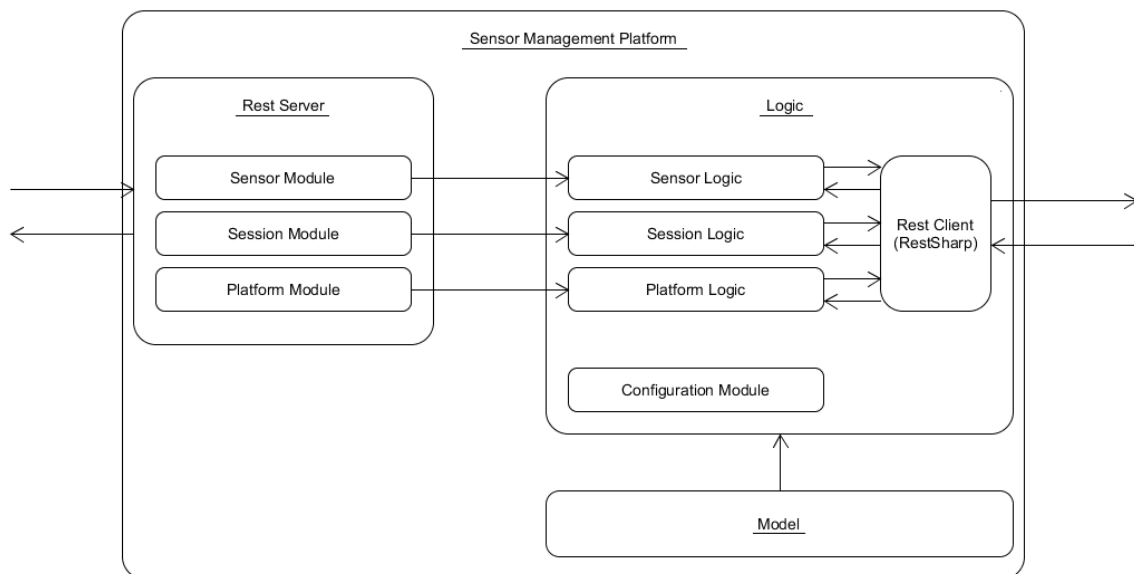 Sensor Management Platform
Rest Server
Logic
Sensor Module
Sensor Logic
Session Module
Session Logic
Rest Client
(RestSharp)
Platform Module
Platform Logic
Configuration Module
Model